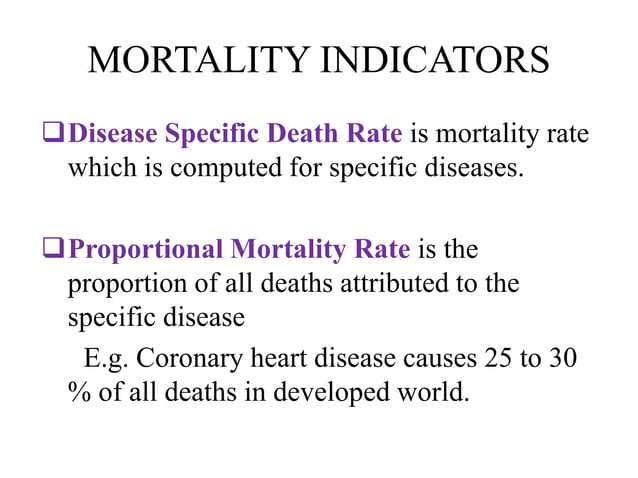 MORTALITY INDICATORS
❑Disease Specific Death Rate is mortality rate
which is computed for specific diseases.
❑Proportional Mortality Rate is the
proportion of all deaths attributed to the
specific disease
E.g. Coronary heart disease causes 25 to 30
% of all deaths in developed world.